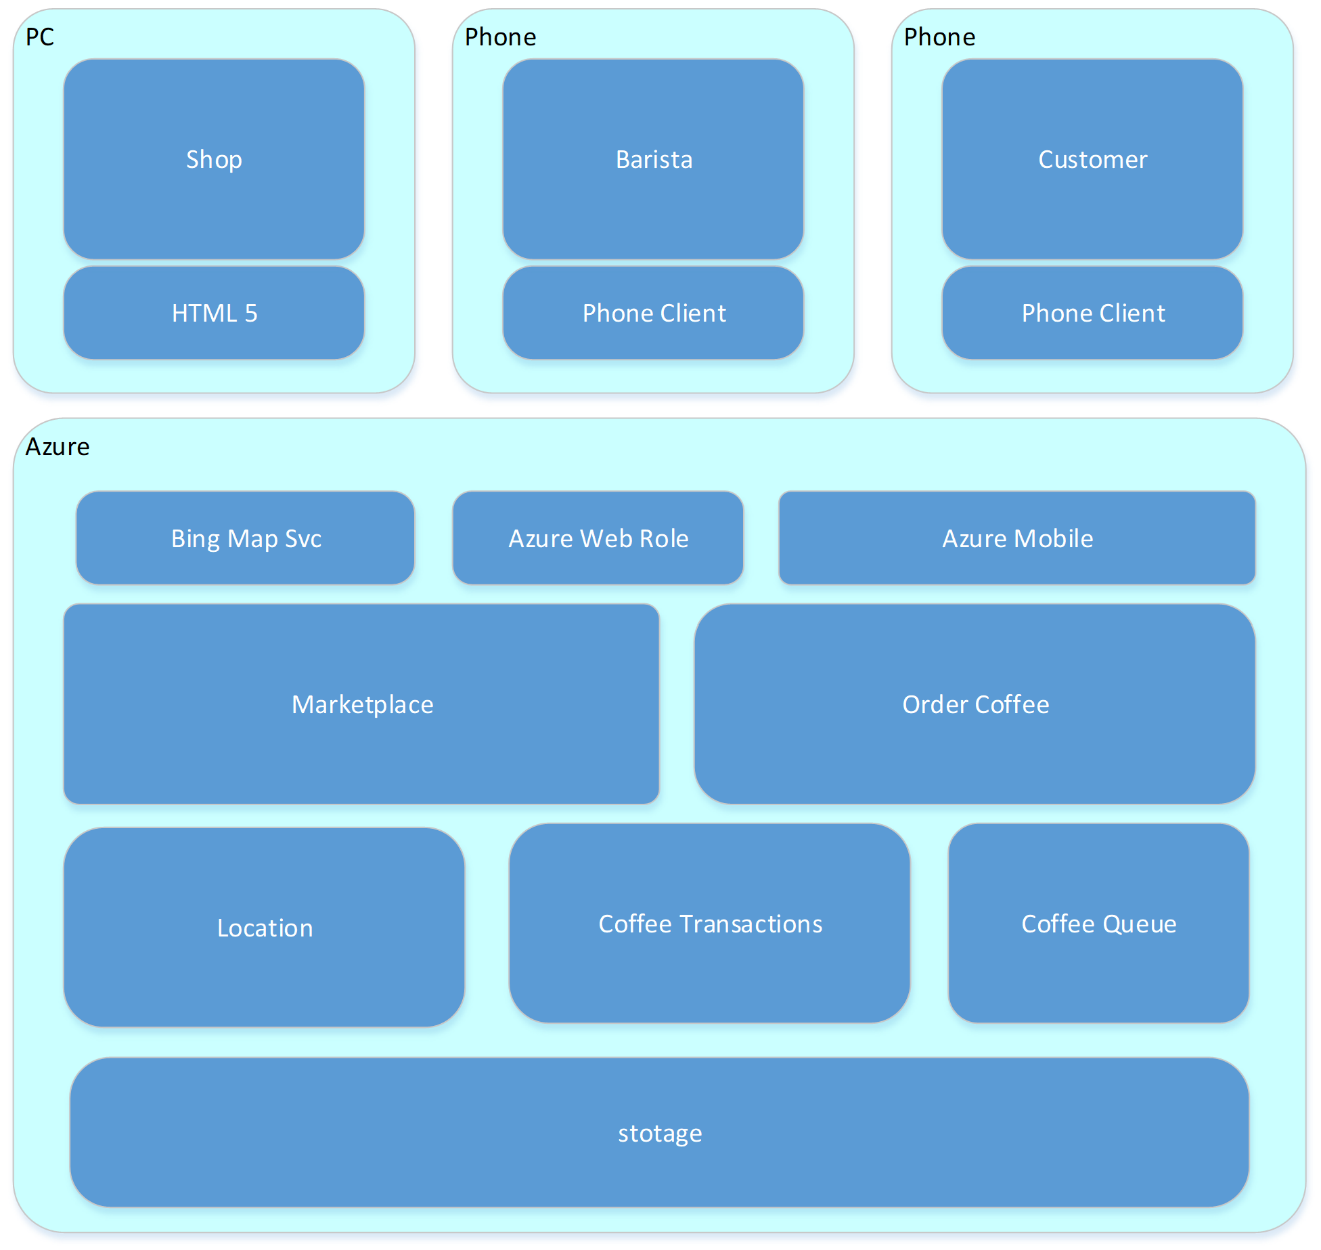 PC
Shop
HTML 5
Phone
Barista
Phone Client
Phone
Customer
Phone Client
Azure
Bing Map Svc
Azure Web Role
Azure Mobile
Marketplace
Order Coffee
Location
Coffee Transactions
Coffee Queue
stotage